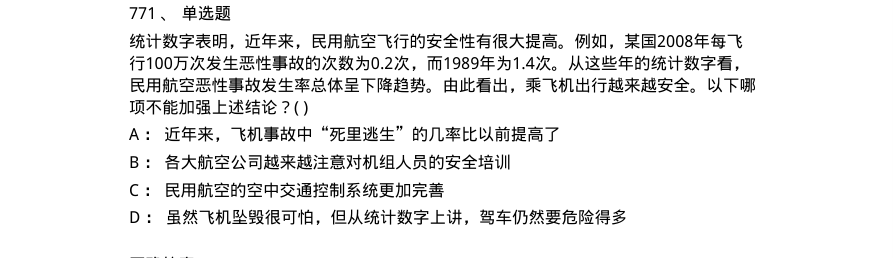 771 、 单选题
统计数字表明，近年来，民用航空飞行的安全性有很大提高。例如，某国2008年每飞
行100万次发生恶性事故的次数为0.2次，而1989年为1.4次。从这些年的统计数字看，
民用航空恶性事故发生率总体呈下降趋势。由此看出，乘飞机出行越来越安全。以下哪
项不能加强上述结论？( )
A ： 近年来，飞机事故中“死里逃生”的几率比以前提高了
B ： 各大航空公司越来越注意对机组人员的安全培训
C ： 民用航空的空中交通控制系统更加完善
D ： 虽然飞机坠毁很可怕，但从统计数字上讲，驾车仍然要危险得多